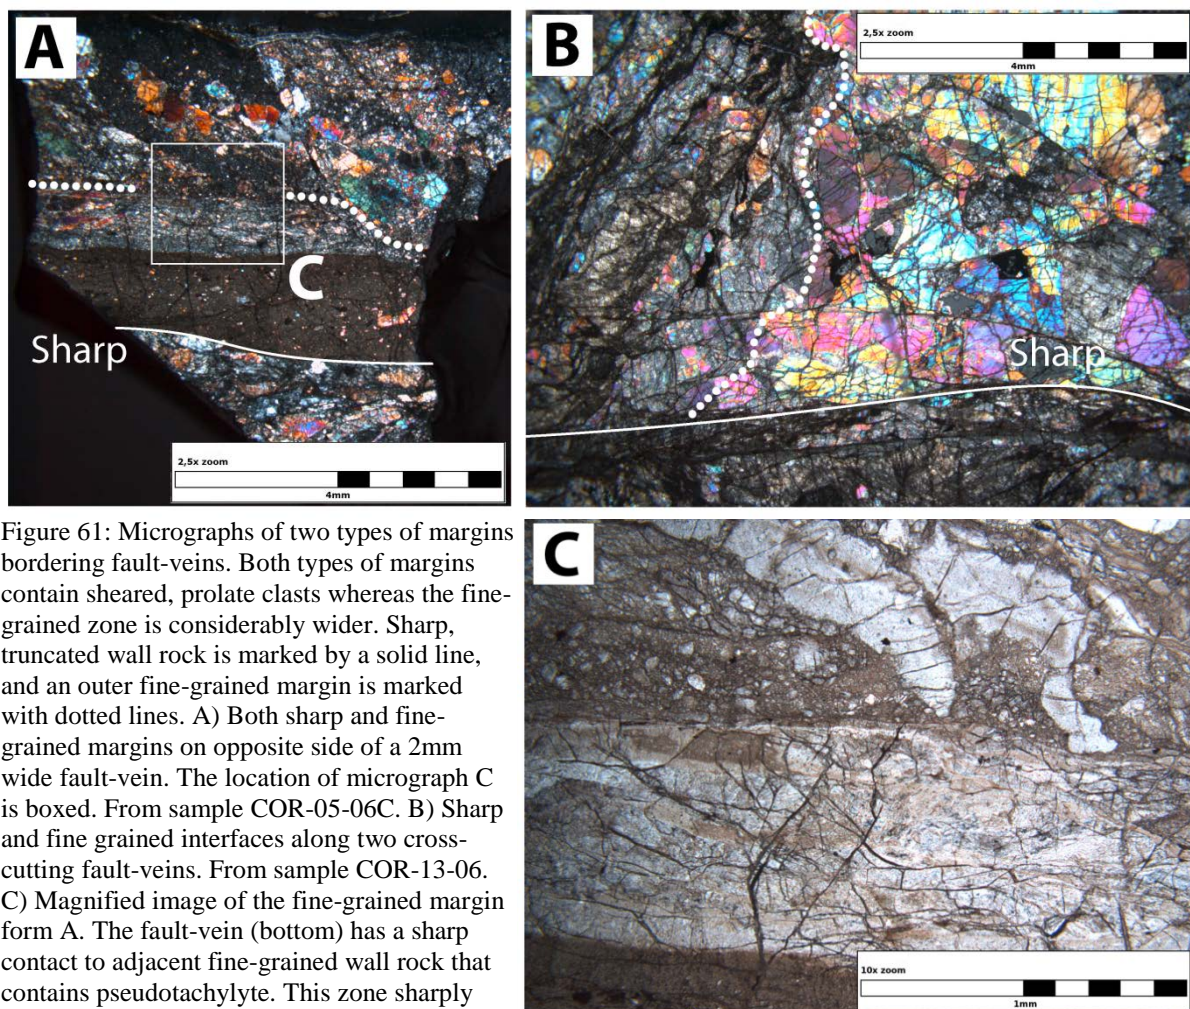 A
Sharp
C
2,5x zoom
4mm
B
2,5x zoom
4mm
Sharp
Figure 61: Micrographs of two types of margins
bordering fault-veins. Both types of margins
contain sheared, prolate clasts whereas the fine-
grained zone is considerably wider. Sharp,
truncated wall rock is marked by a solid line,
and an outer fine-grained margin is marked
with dotted lines. A) Both sharp and fine-
grained margins on opposite side of a 2mm
wide fault-vein. The location of micrograph C
is boxed. From sample COR-05-06C. B) Sharp
and fine grained interfaces along two cross-
cutting fault-veins. From sample COR-13-06.
C) Magnified image of the fine-grained margin
form A. The fault-vein (bottom) has a sharp
contact to adjacent fine-grained wall rock that
contains pseudotachylyte. This zone sharply
C
10x zoom
1mm